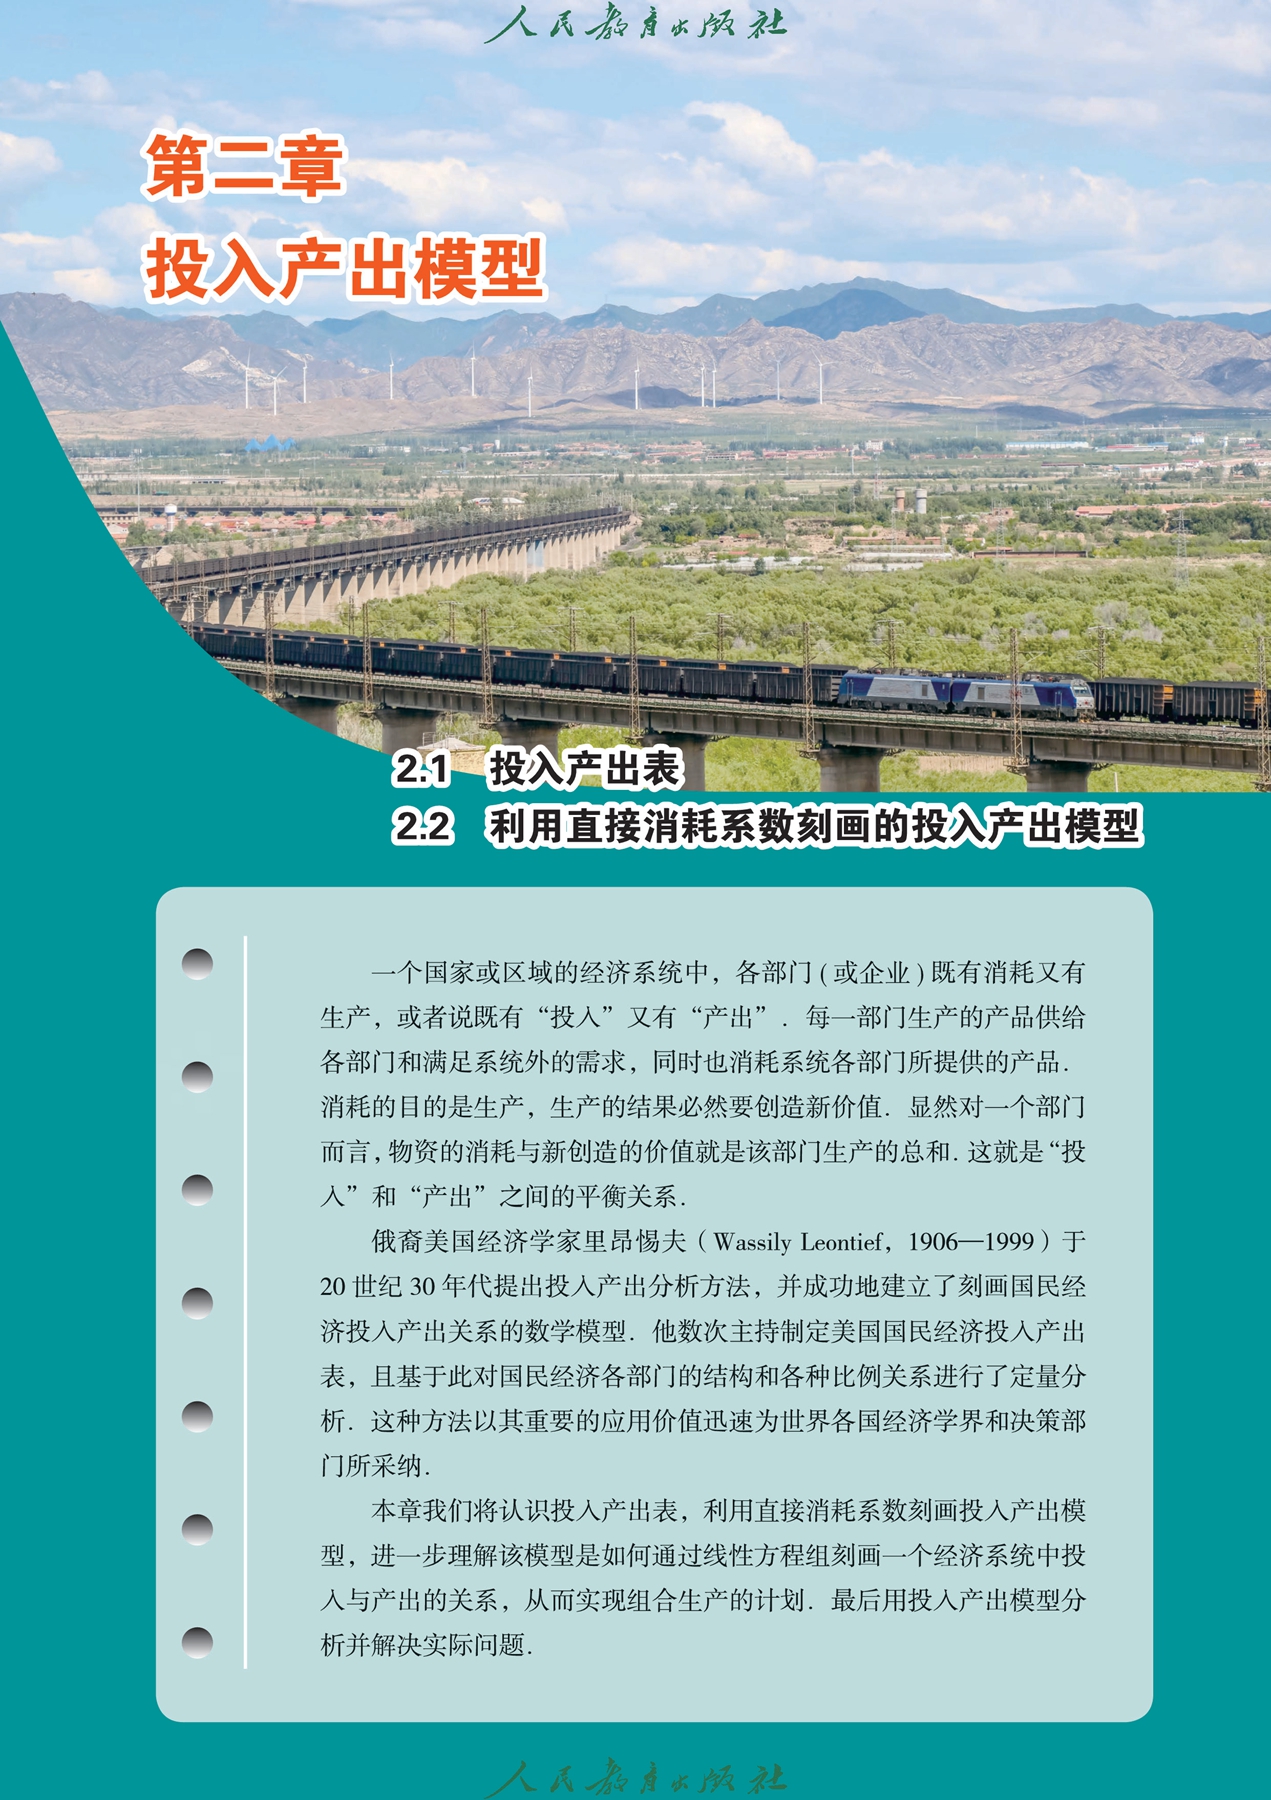 人民教育出版社
第二章
投入产出模型
2.1 投入产出表
2.2 利用直接消耗系数刻画的投入产出模型
一个国家或区域的经济系统中，各部门（或企业）既有消耗又有
生产，或者说既有“投入”又有“产出”．每一部门生产的产品供给
各部门和满足系统外的需求，同时也消耗系统各部门所提供的产品．
消耗的目的是生产，生产的结果必然要创造新价值．显然对一个部门
而言，物资的消耗与新创造的价值就是该部门生产的总和．这就是“投
入”和“产出”之间的平衡关系．
俄裔美国经济学家里昂惕夫（Wassily Leontief，1906—1999）于
20世纪30年代提出投入产出分析方法，并成功地建立了刻画国民经
济投入产出关系的数学模型．他数次主持制定美国国民经济投入产出
表，且基于此对国民经济各部门的结构和各种比例关系进行了定量分
析．这种方法以其重要的应用价值迅速为世界各国经济学界和决策部
门所采纳．
本章我们将认识投入产出表，利用直接消耗系数刻画投入产出模
型，进一步理解该模型是如何通过线性方程组刻画一个经济系统中投
入与产出的关系，从而实现组合生产的计划．最后用投入产出模型分
析并解决实际问题．
人民教育出版社